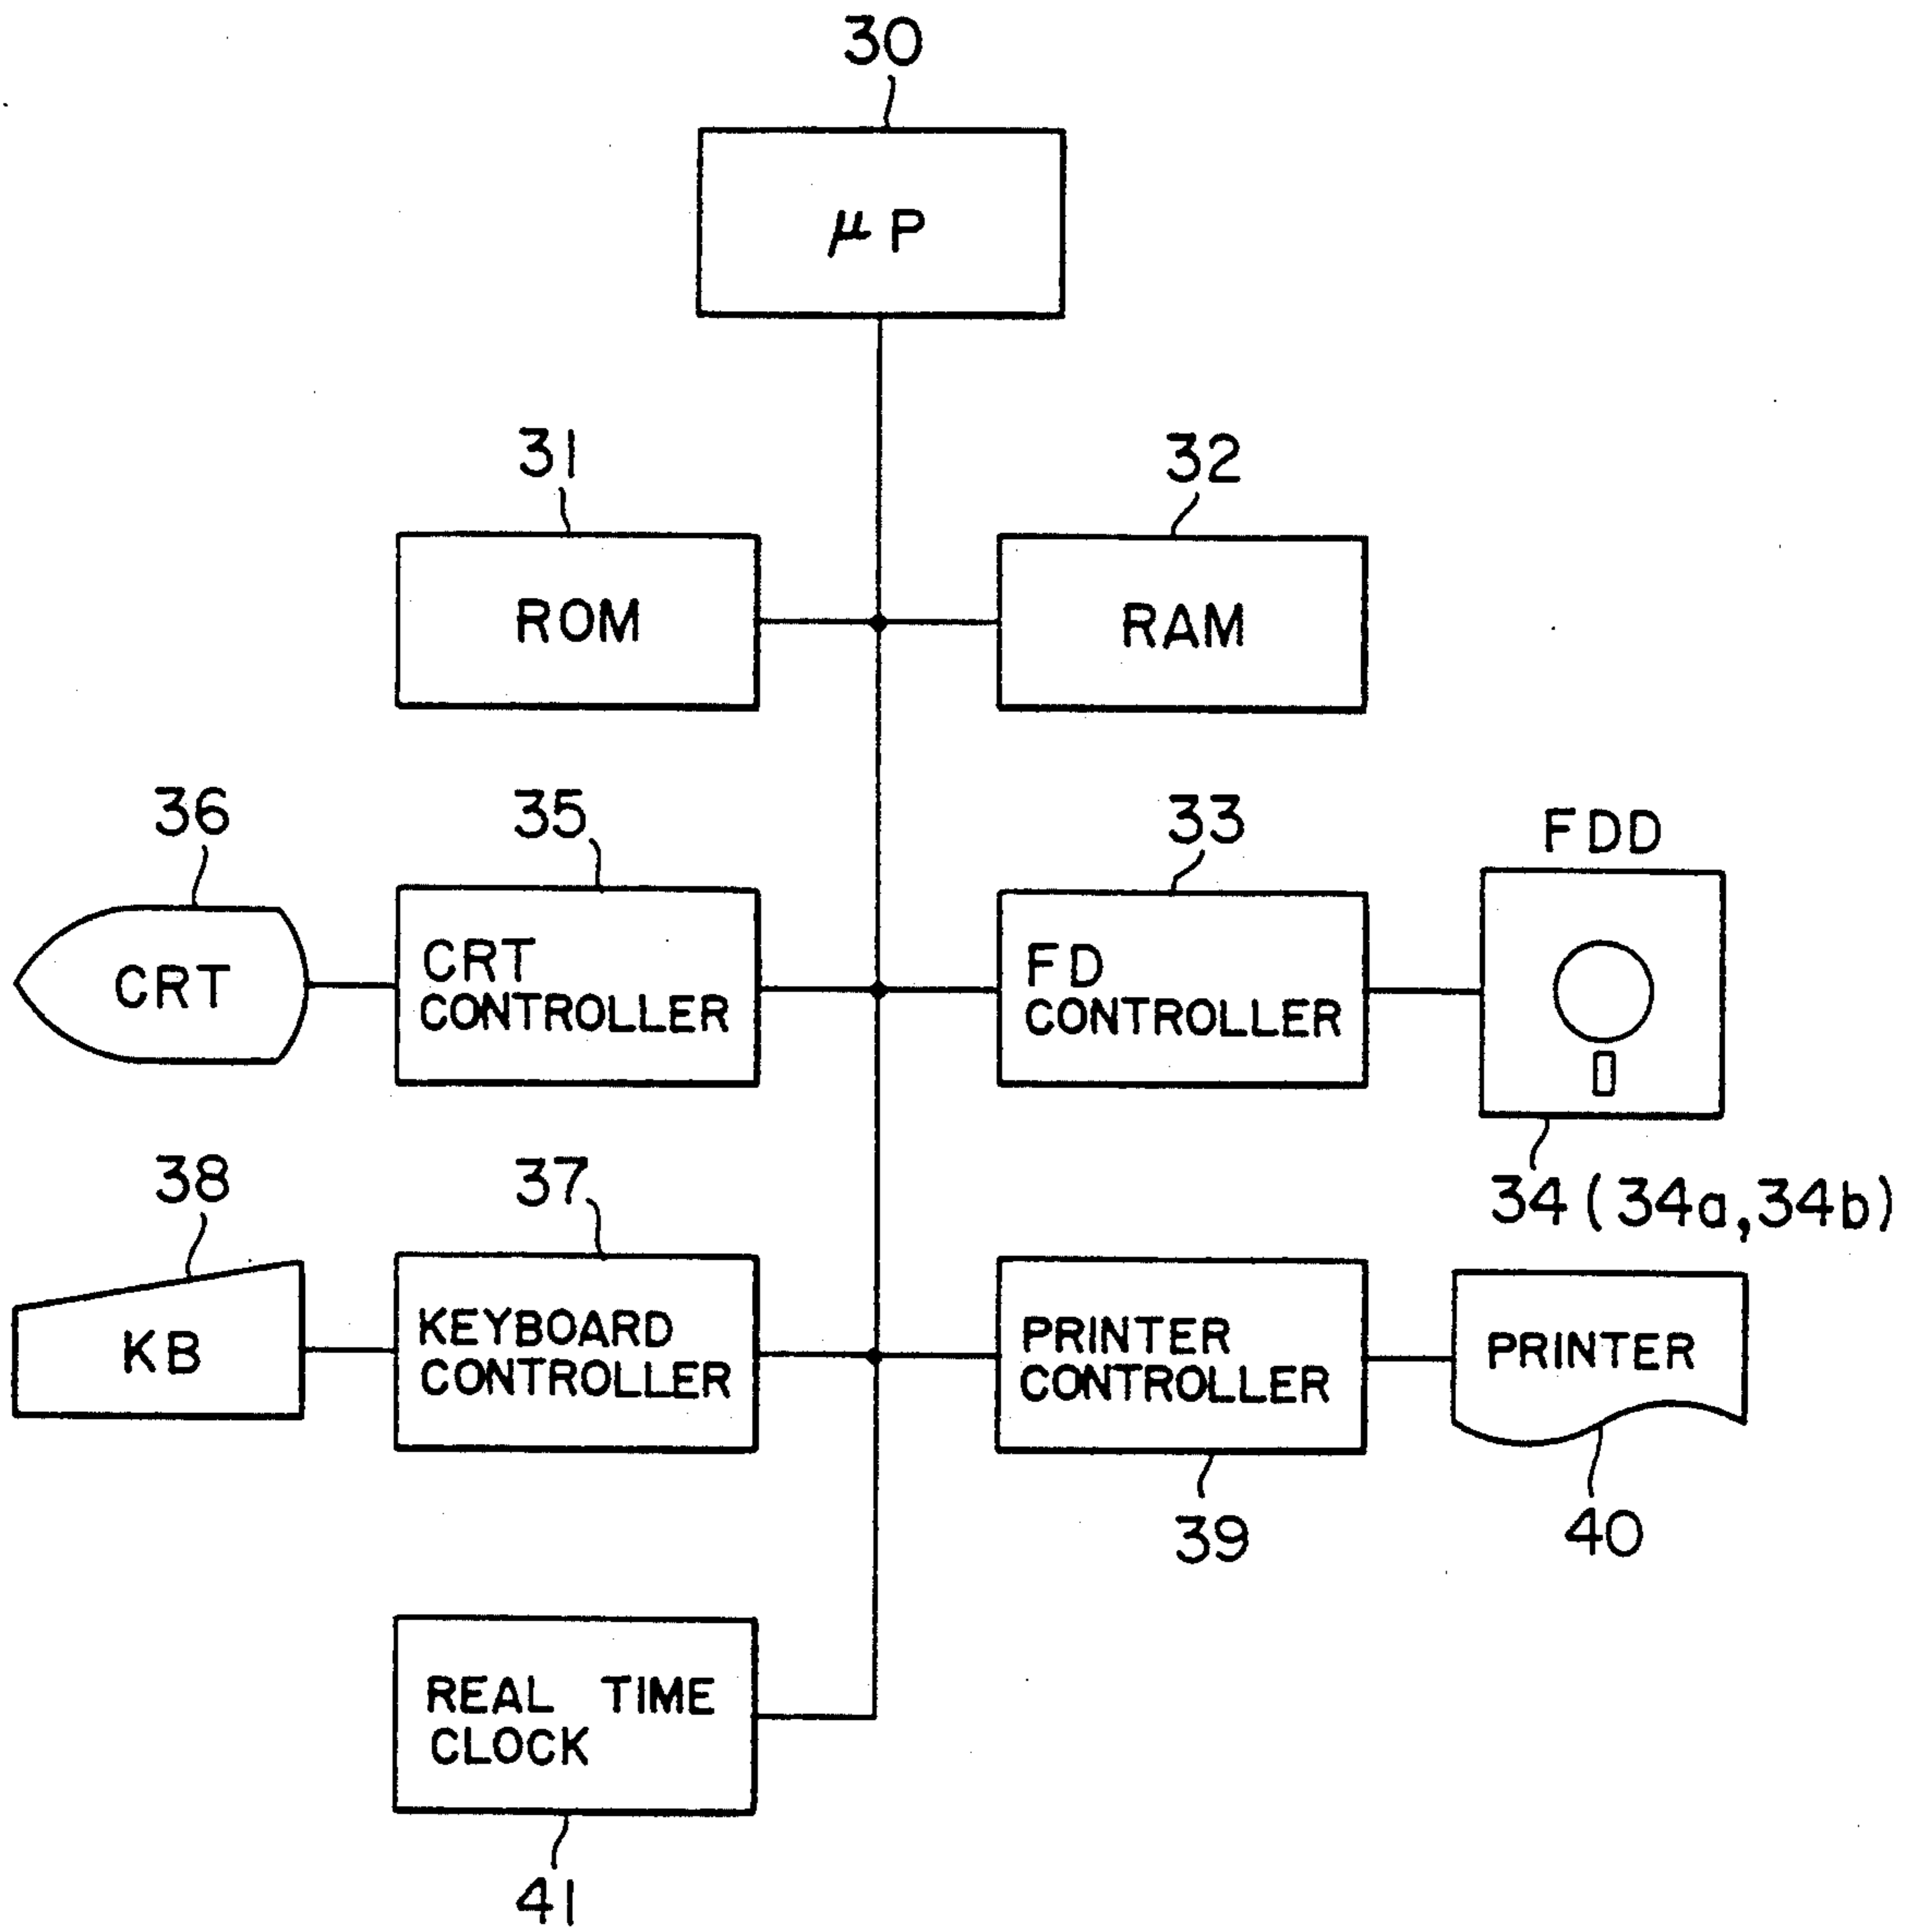 30
μP
31
32
ROM
RAM
36
35
33
FDD
CRT
CRT
CONTROLLER
FD
CONTROLLER
34 (34a, 34b)
38
37
KB
KEYBOARD
CONTROLLER
PRINTER
CONTROLLER
PRINTER
39
40
REAL TIME
CLOCK
41